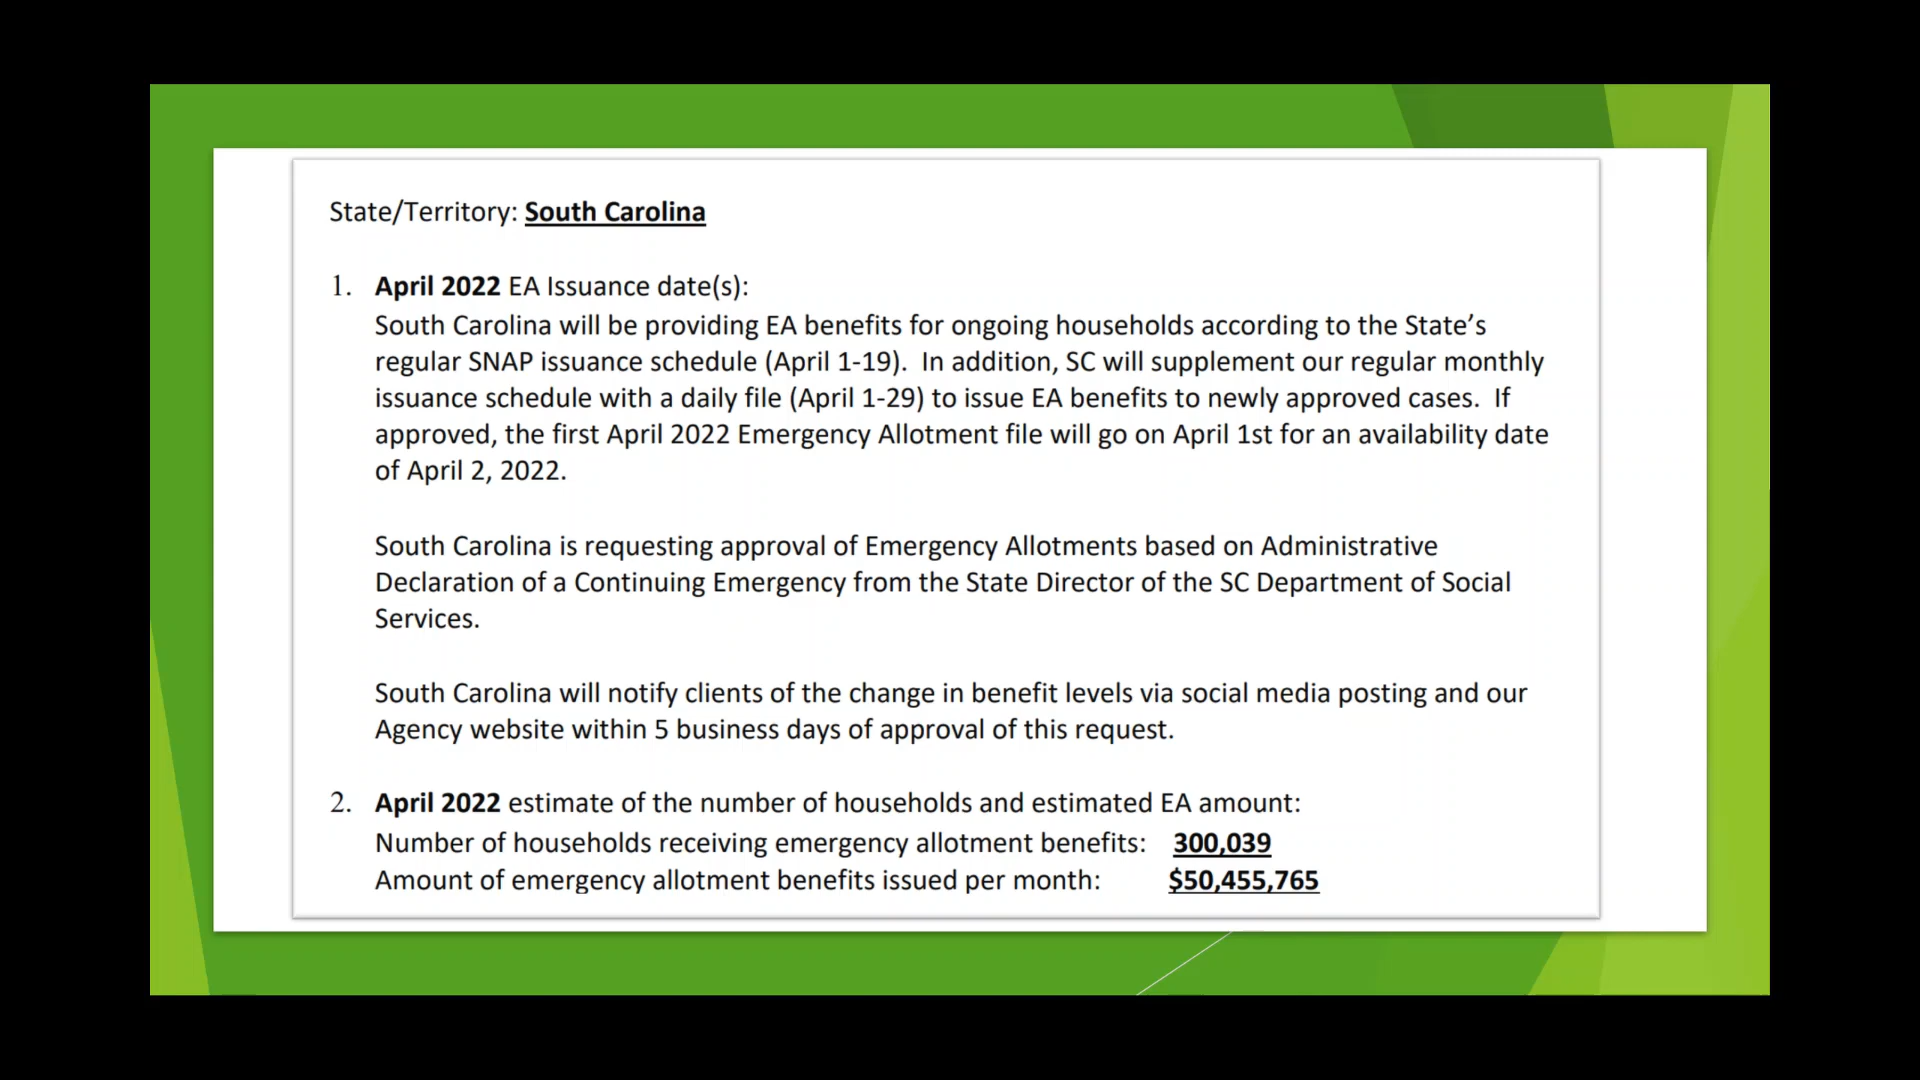 State/Territory: South Carolina
1. April 2022 EA Issuance date(s):
South Carolina will be providing EA benefits for ongoing households according to the State’s
regular SNAP issuance schedule (April 1-19).  In addition, SC will supplement our regular monthly
issuance schedule with a daily file (April 1-29) to issue EA benefits to newly approved cases.  If
approved, the first April 2022 Emergency Allotment file will go on April 1st for an availability date
of April 2, 2022.
South Carolina is requesting approval of Emergency Allotments based on Administrative
Declaration of a Continuing Emergency from the State Director of the SC Department of Social
Services.
South Carolina will notify clients of the change in benefit levels via social media posting and our
Agency website within 5 business days of approval of this request.
2. April 2022 estimate of the number of households and estimated EA amount:
Number of households receiving emergency allotment benefits: 300,039
Amount of emergency allotment benefits issued per month: $50,455,765